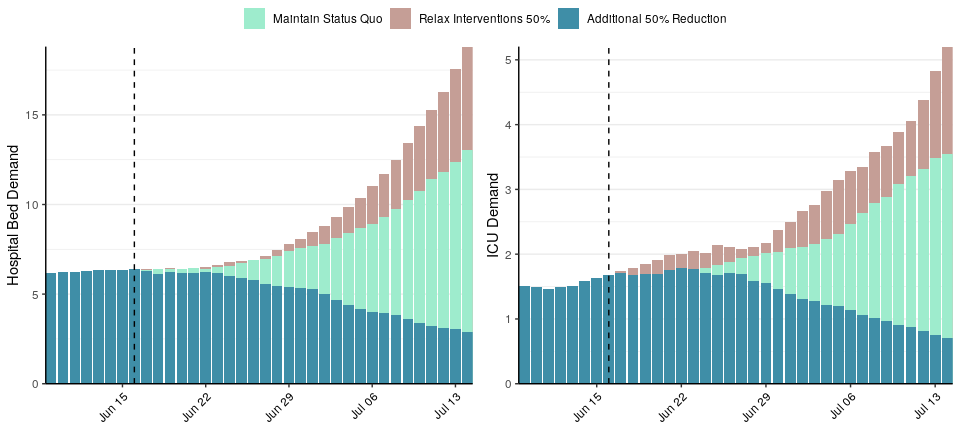 Maintain Status Quo Relax Interventions 50% Additional 50% Reduction
Hospital Bed Demand
15
10
5
0
Jun 15 Jun 22 Jun 29 Jul 06 Jul 13
ICU Demand
5
4
3
2
1
0
Jun 15 Jun 22 Jun 29 Jul 06 Jul 13